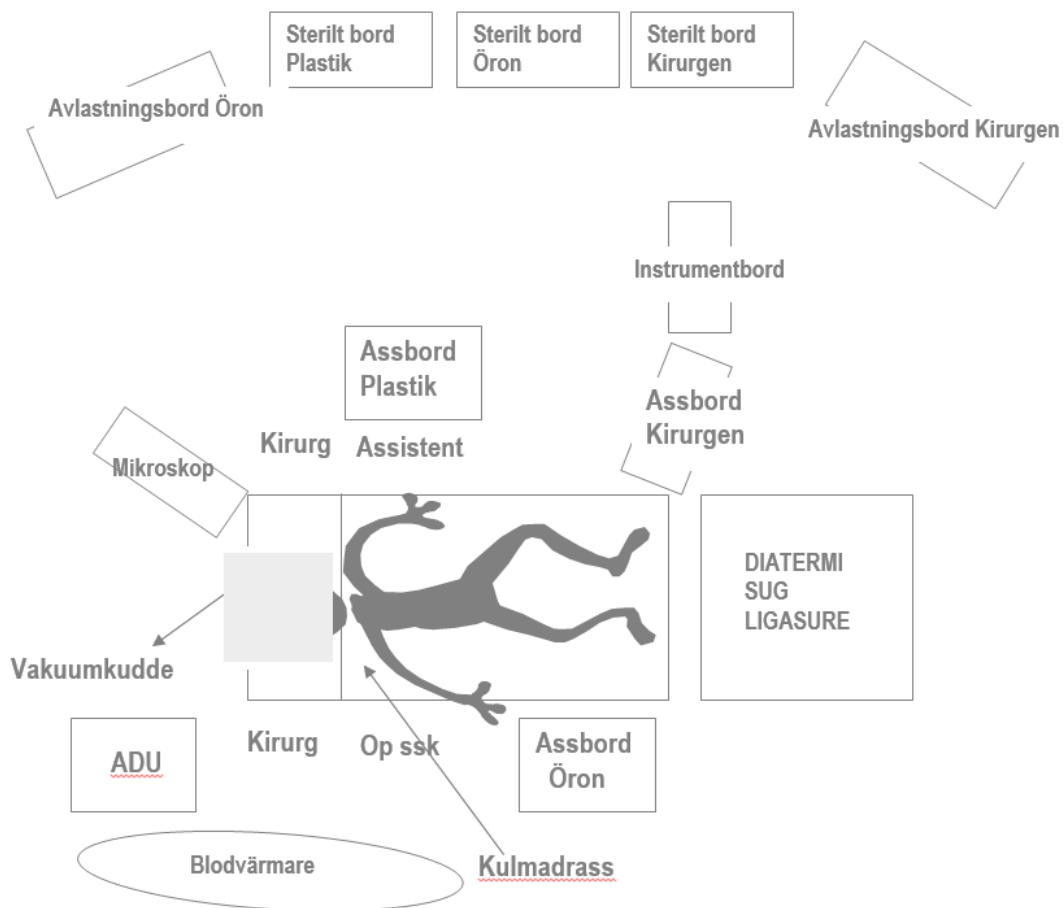 Sterilt bord
Plastik
Sterilt bord
Öron
Sterilt bord
Kirurgen
Avlastningsbord Öron
Avlastningsbord Kirurgen
Instrumentbord
Assbord
Plastik
Assbord
Kirurgen
Kirurg
Assistent
Mikroskop
DIATERMI
SUG
LIGASURE
Vakuumkudde
Kirurg
Op ssk
Assbord
Öron
ADU
Blodvärmare
Kulmadrass